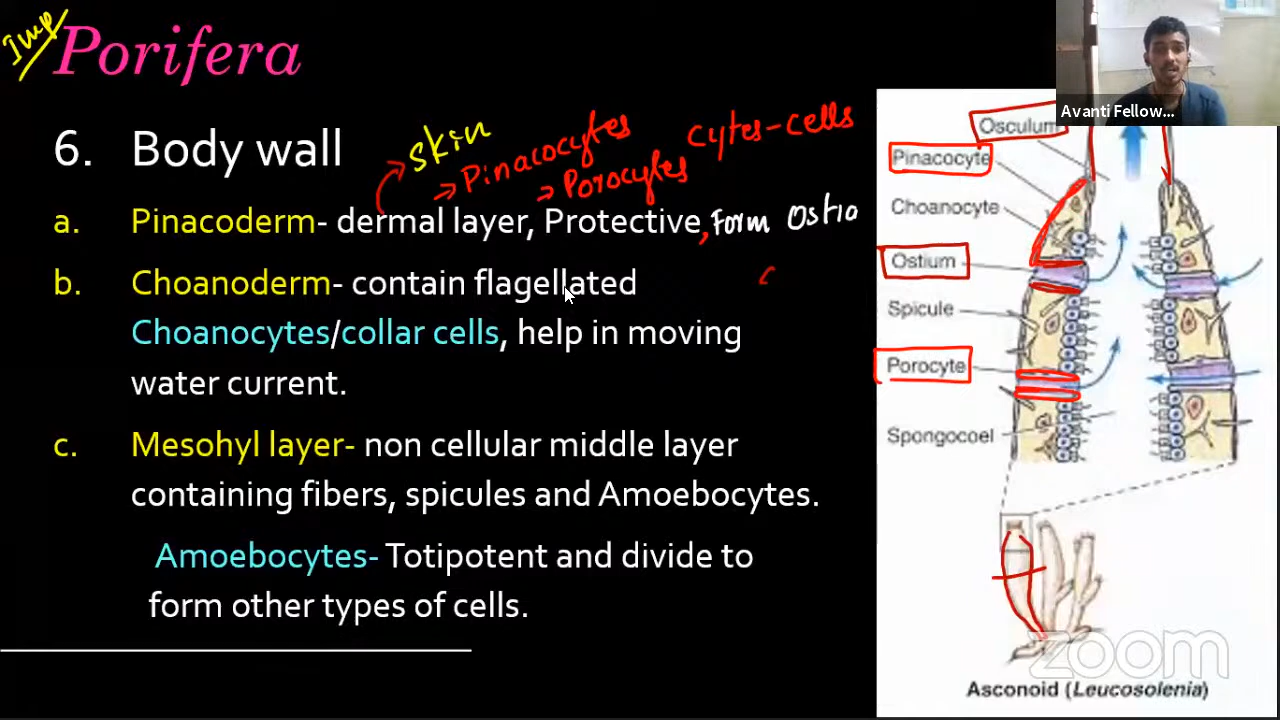 Imp
Porifera
6. Body wall
skin
→ Pinacocytes
→ Porocytes
Cytes-cells
a. Pinacoderm- dermal layer, Protective, Form Ostia
b. Choanoderm- contain flagellated
Choanocytes/collar cells, help in moving
water current.
c. Mesohyl layer- non cellular middle layer
containing fibers, spicules and Amoebocytes.
Amoebocytes- Totipotent and divide to
form other types of cells.
Avanti Fellow...
Osculum
Pinacocyte
Choanocyte
Ostium
Spicule
Porocyte
Spongocoel
zoom
Asconoid (Leucosolenia)